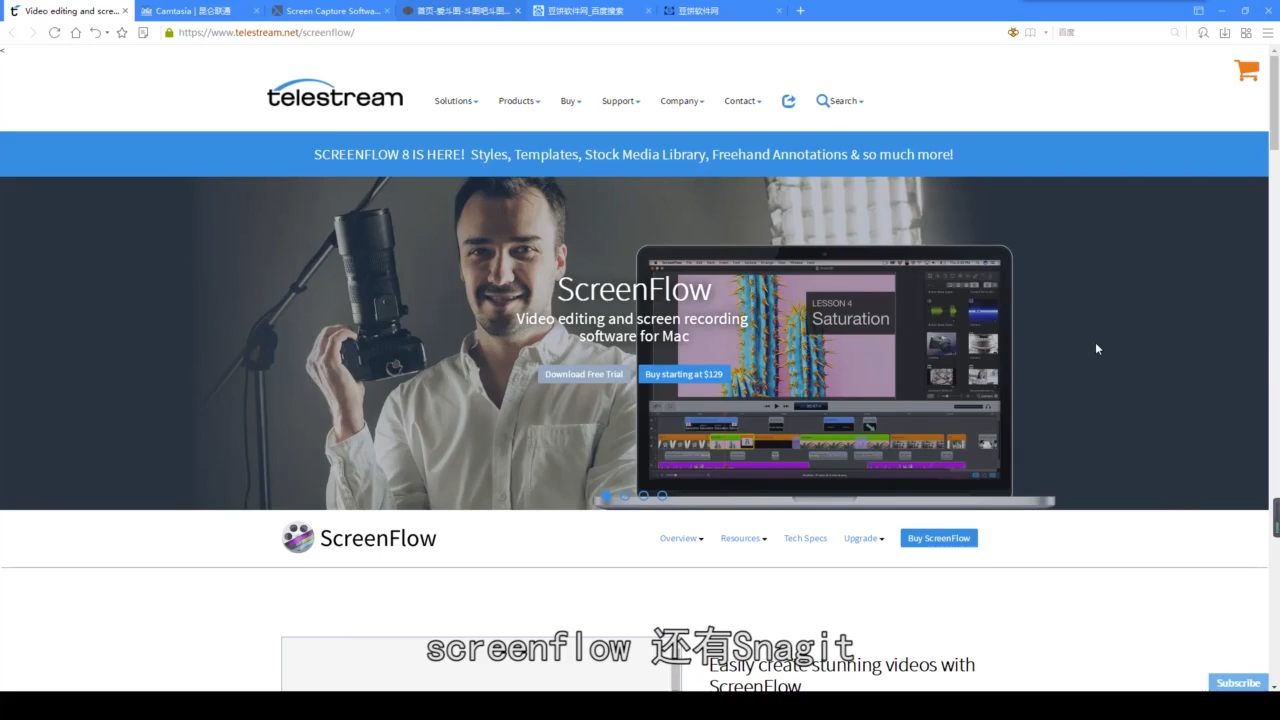 Video editing and scre...
Camtasia | 昆仑联通
Screen Capture Softwa...
首页-爱斗图-斗图吧斗图...
豆饼软件网_百度搜索
豆饼软件网
https://www.telestream.net/screenflow/
百度
<
telestream
Solutions
Products
Buy
Support
Company
Contact
Search
SCREENFLOW 8 IS HERE! Styles, Templates, Stock Media Library, Freehand Annotations & so much more!
ScreenFlow
Video editing and screen recording
software for Mac
Download Free Trial
Buy starting at $129
LESSON 4
Saturation
ScreenFlow
Overview
Resources
Tech Specs
Upgrade
Buy ScreenFlow
screenflow 还有Snagit
Easily create stunning videos with
ScreenFlow
Subscribe